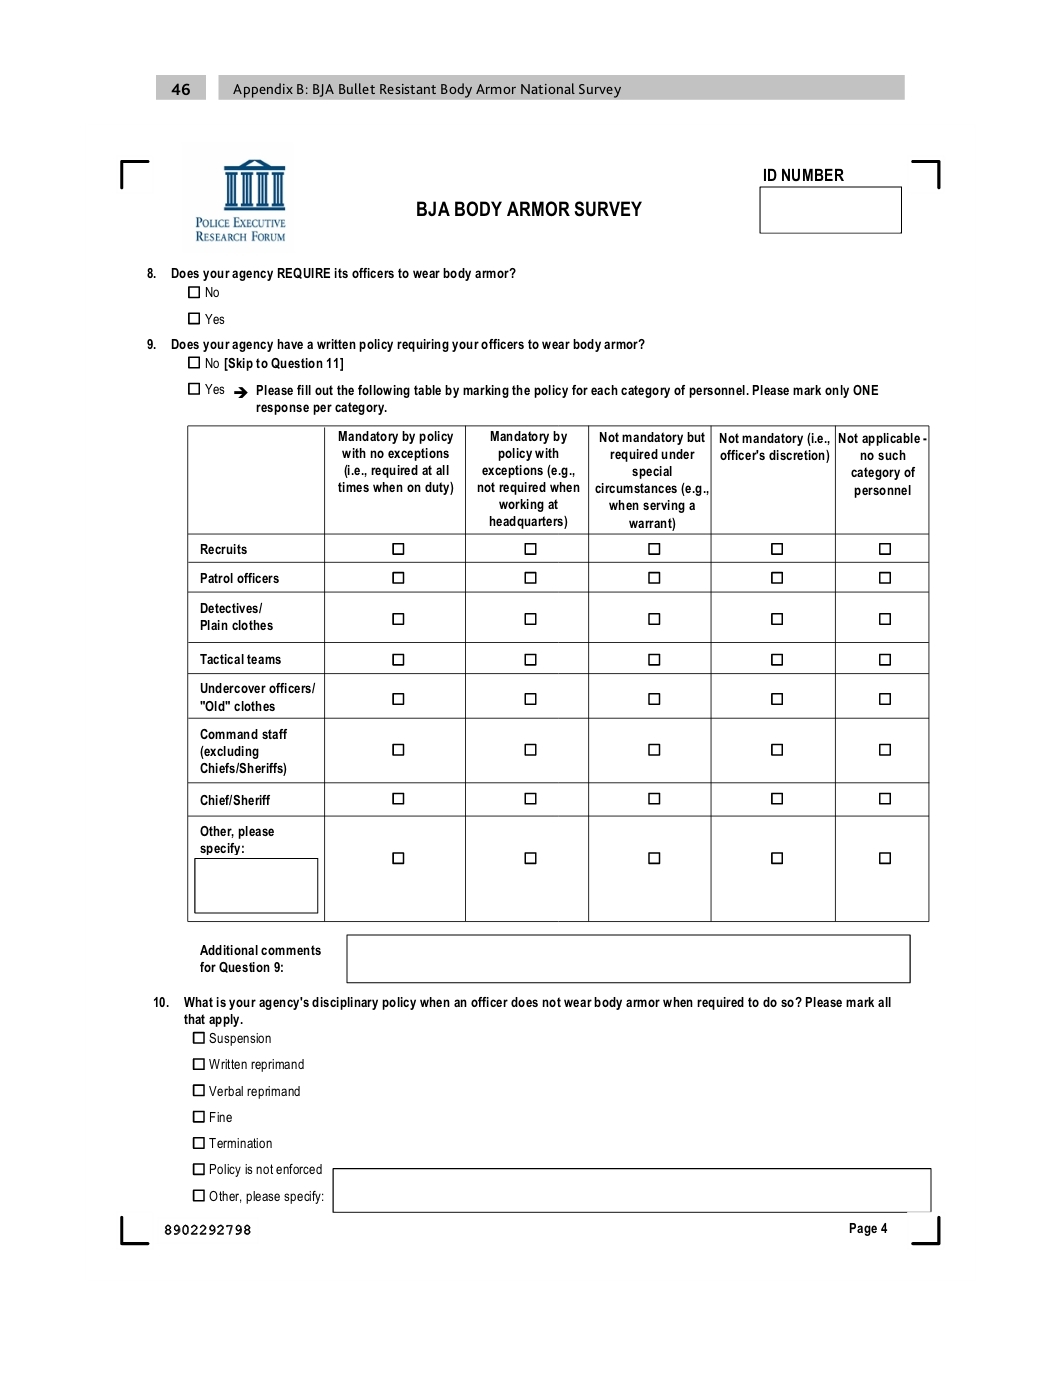 46 Appendix B: BJA Bullet Resistant Body Armor National Survey
POLICE EXECUTIVE
RESEARCH FORUM
BJA BODY ARMOR SURVEY
ID NUMBER
8. Does your agency REQUIRE its officers to wear body armor?
No
Yes
9. Does your agency have a written policy requiring your officers to wear body armor?
No [Skip to Question 11]
Yes ➔ Please fill out the following table by marking the policy for each category of personnel. Please mark only ONE
response per category.
Mandatory by policy
with no exceptions
(i.e., required at all
times when on duty)
Mandatory by
policy with
exceptions (e.g.,
not required when
working at
headquarters)
Not mandatory but
required under
special
circumstances (e.g.,
when serving a
warrant)
Not mandatory (i.e.,
officer's discretion)
Not applicable -
no such
category of
personnel
Recruits
Patrol officers
Detectives/
Plain clothes
Tactical teams
Undercover officers/
"Old" clothes
Command staff
(excluding
Chiefs/Sheriffs)
Chief/Sheriff
Other, please
specify:
Additional comments
for Question 9:
10. What is your agency's disciplinary policy when an officer does not wear body armor when required to do so? Please mark all
that apply.
Suspension
Written reprimand
Verbal reprimand
Fine
Termination
Policy is not enforced
Other, please specify:
8902292798
Page 4